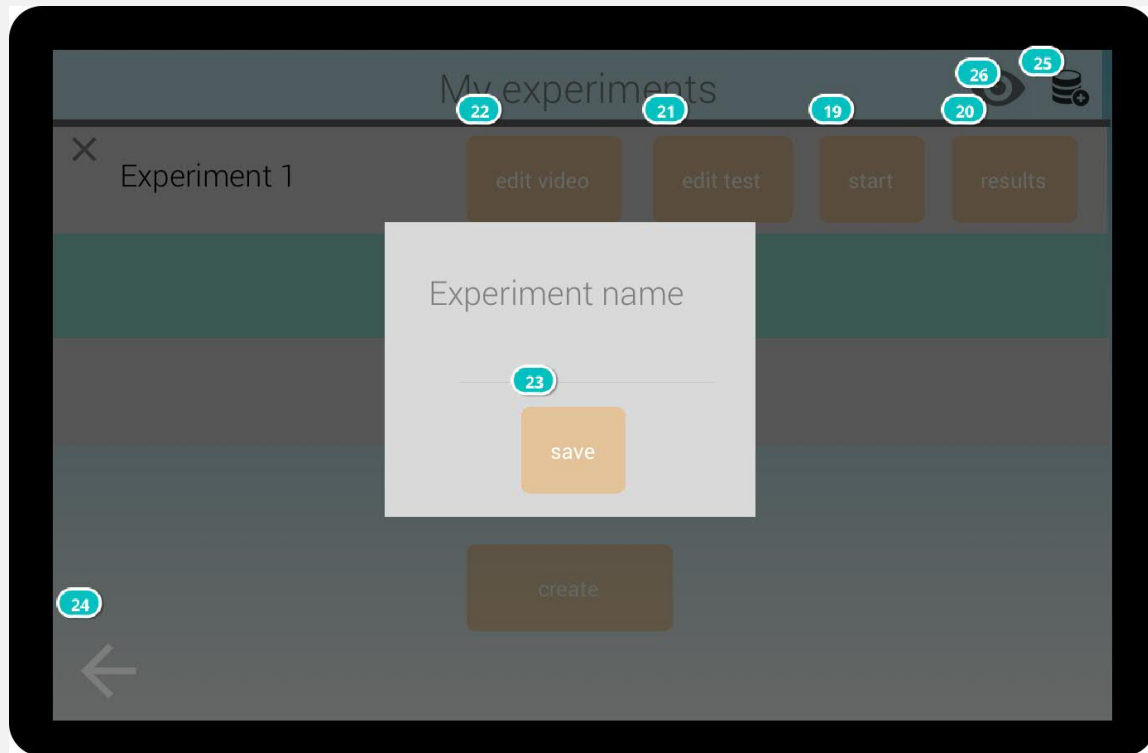 My experiments
26
25
22
21
19
20
Experiment 1
edit video
edit test
start
results
Experiment name
23
save
create
24